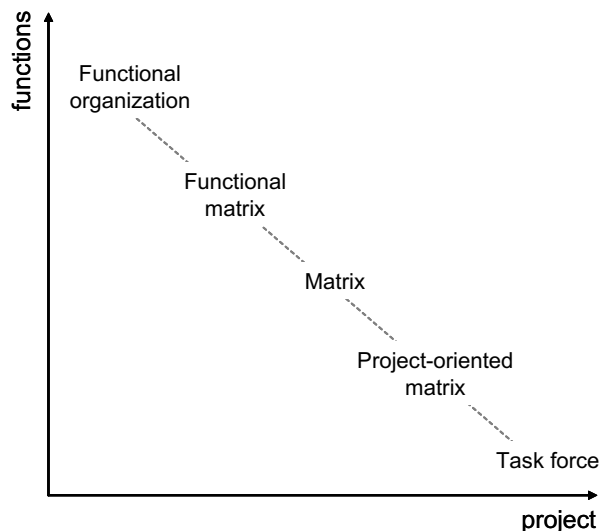 functions
Functional
organization
Functional
matrix
Matrix
Project-oriented
matrix
Task force
project